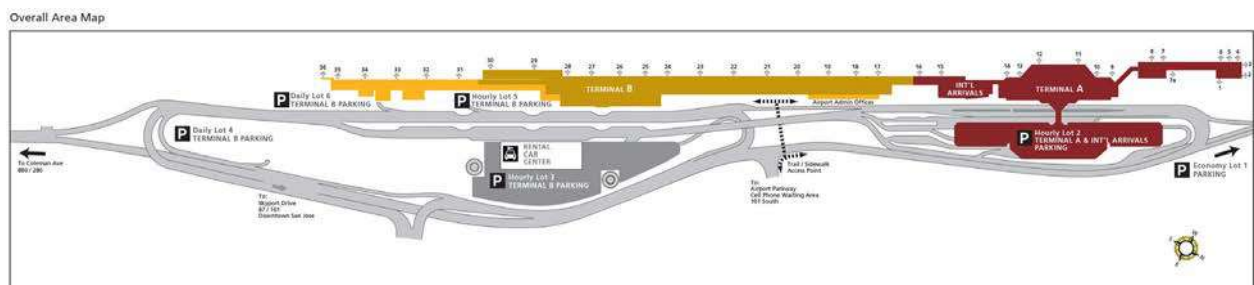 Overall Area Map
36 35 34 33 32 31 30 29 28 27 26 25 24 23 22 21 20 19 18 17 16 15 14 13 12 11 10 9
8 7
7a
6 5 4
2
1
TERMINAL B
INT'L
ARRIVALS
TERMINAL A
Airport Admin Offices
Daily Lot 6
TERMINAL B PARKING
Hourly Lot 5
TERMINAL B PARKING
Daily Lot 4
TERMINAL B PARKING
P
RENTAL
CAR
CENTER
Hourly Lot 3
TERMINAL B PARKING
Hourly Lot 2
TERMINAL A & INT'L ARRIVALS
PARKING
Economy Lot 1
PARKING
To Coleman Ave
880 / 280
To:
Skyport Drive
87 / 101
Downtown San Jose
To:
Airport Parkway
Cell Phone Waiting Area
101 South
Trail / Sidewalk
Access Point